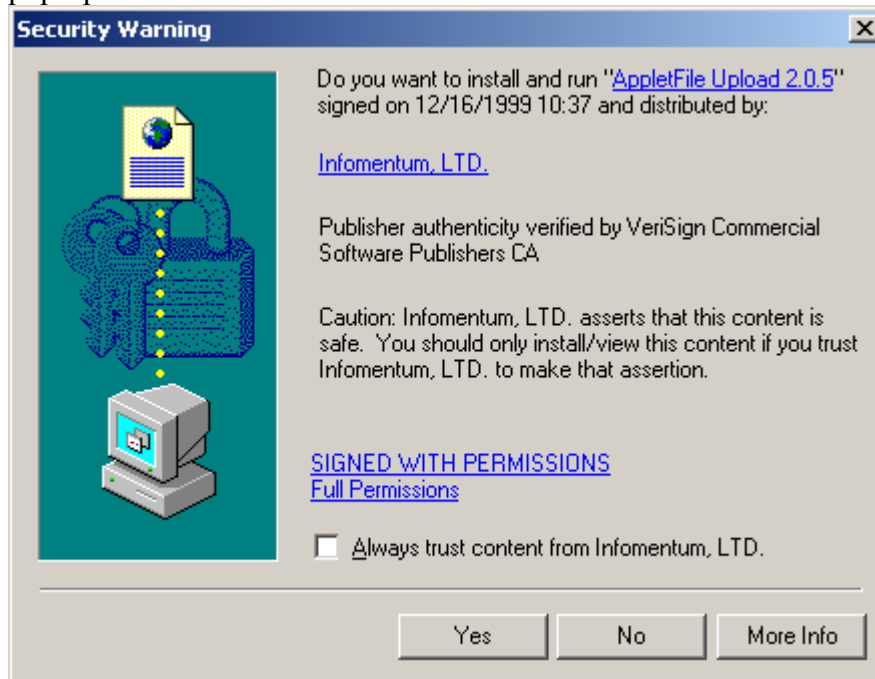 Security Warning
Do you want to install and run "AppletFile Upload 2.0.5"
signed on 12/16/1999 10:37 and distributed by:
Infomentum, LTD.
Publisher authenticity verified by VeriSign Commercial
Software Publishers CA
Caution: Infomentum, LTD. asserts that this content is
safe. You should only install/view this content if you trust
Infomentum, LTD. to make that assertion.
SIGNED WITH PERMISSIONS
Full Permissions
Always trust content from Infomentum, LTD.
Yes No More Info